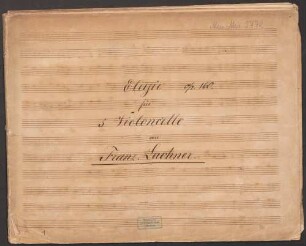 Elegie op. 160.
für
5 Violoncelle
von
Franz Lachner.